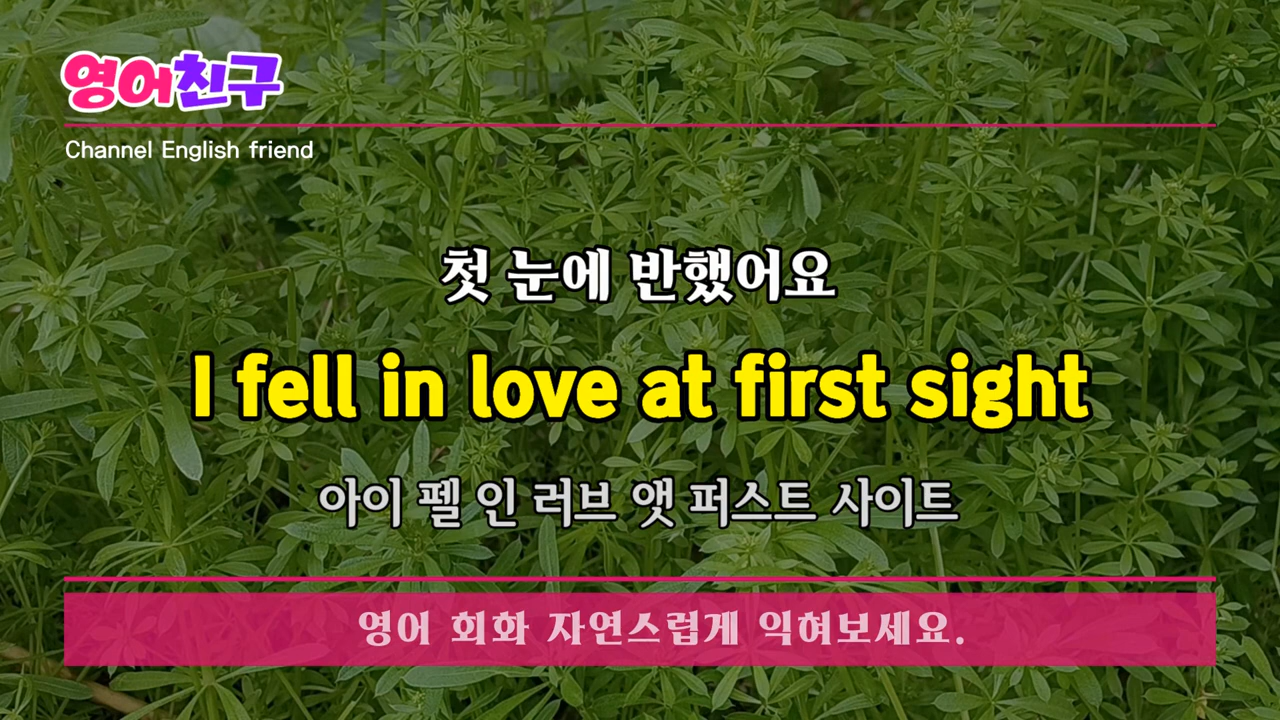 영어친구
Channel English friend
첫 눈에 반했어요
I fell in love at first sight
아이 펠 인 러브 앳 퍼스트 사이트
영어 회화 자연스럽게 익혀보세요.